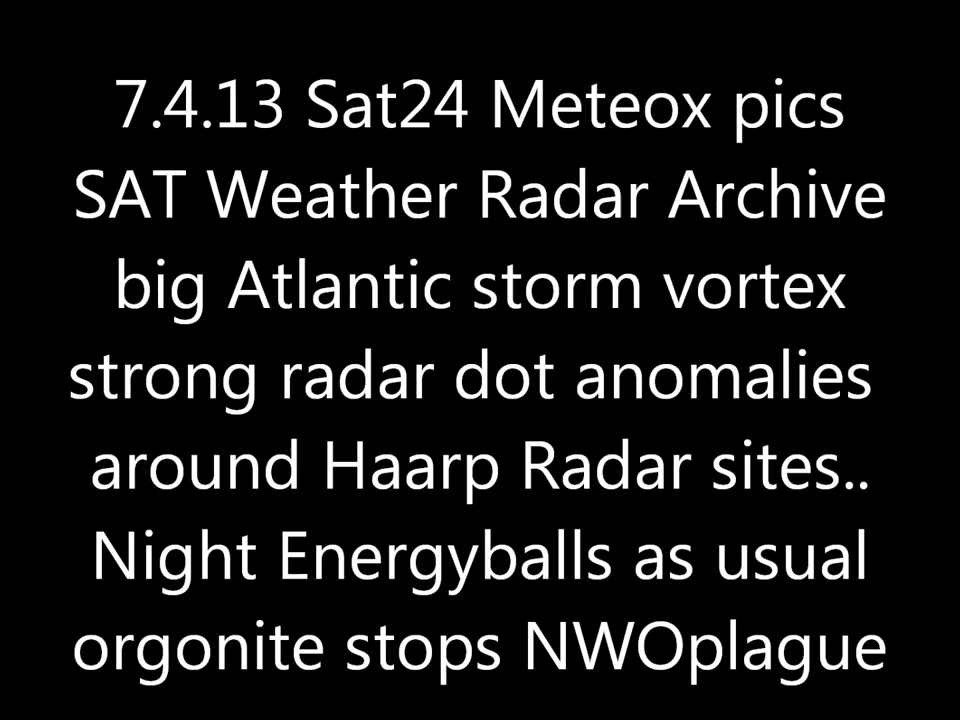 7.4.13 Sat24 Meteox pics
SAT Weather Radar Archive
big Atlantic storm vortex
strong radar dot anomalies
around Haarp Radar sites..
Night Energyballs as usual
orgonite stops NWOplague